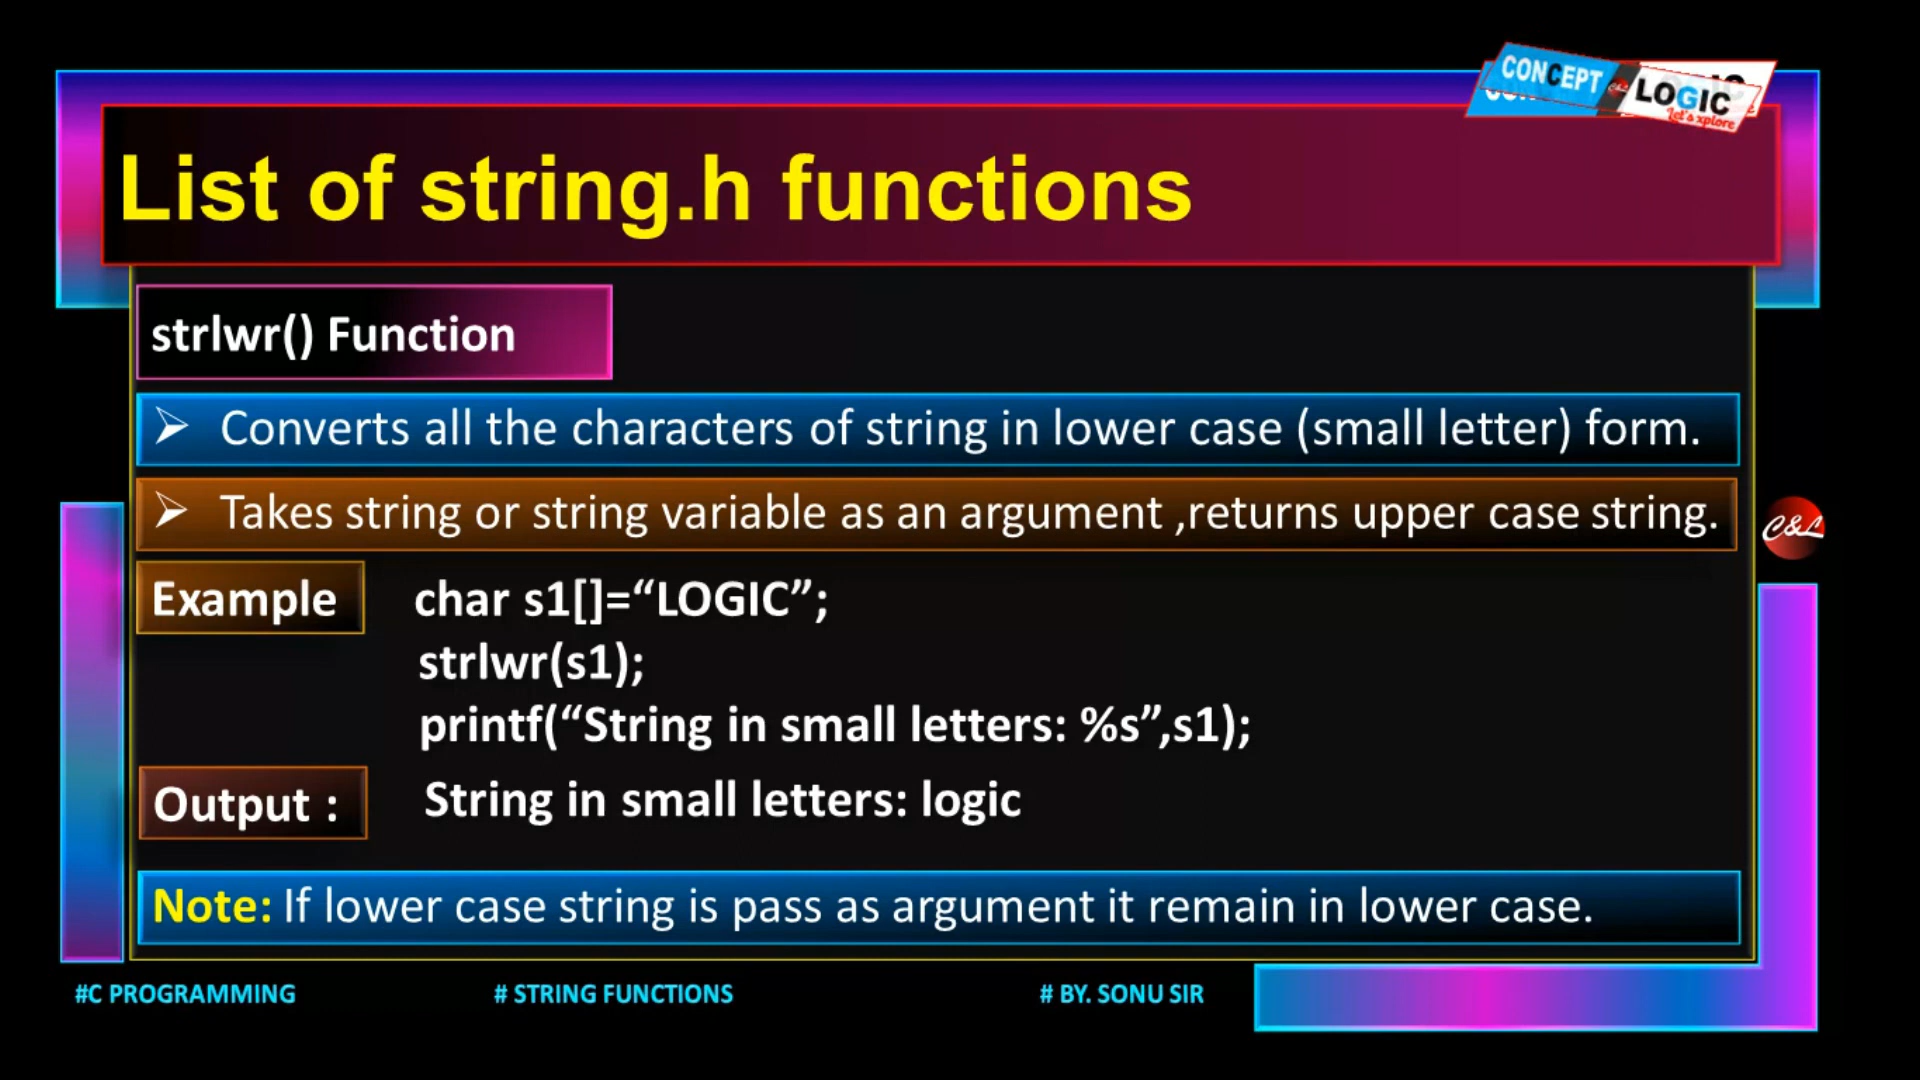 CONCEPT LOGIC
Let's xplore
List of string.h functions
strlwr() Function
➢ Converts all the characters of string in lower case (small letter) form.
➢ Takes string or string variable as an argument ,returns upper case string.
C&L
Example char s1[]=“LOGIC”;
strlwr(s1);
printf(“String in small letters: %s”,s1);
Output : String in small letters: logic
Note: If lower case string is pass as argument it remain in lower case.
#C PROGRAMMING # STRING FUNCTIONS # BY. SONU SIR